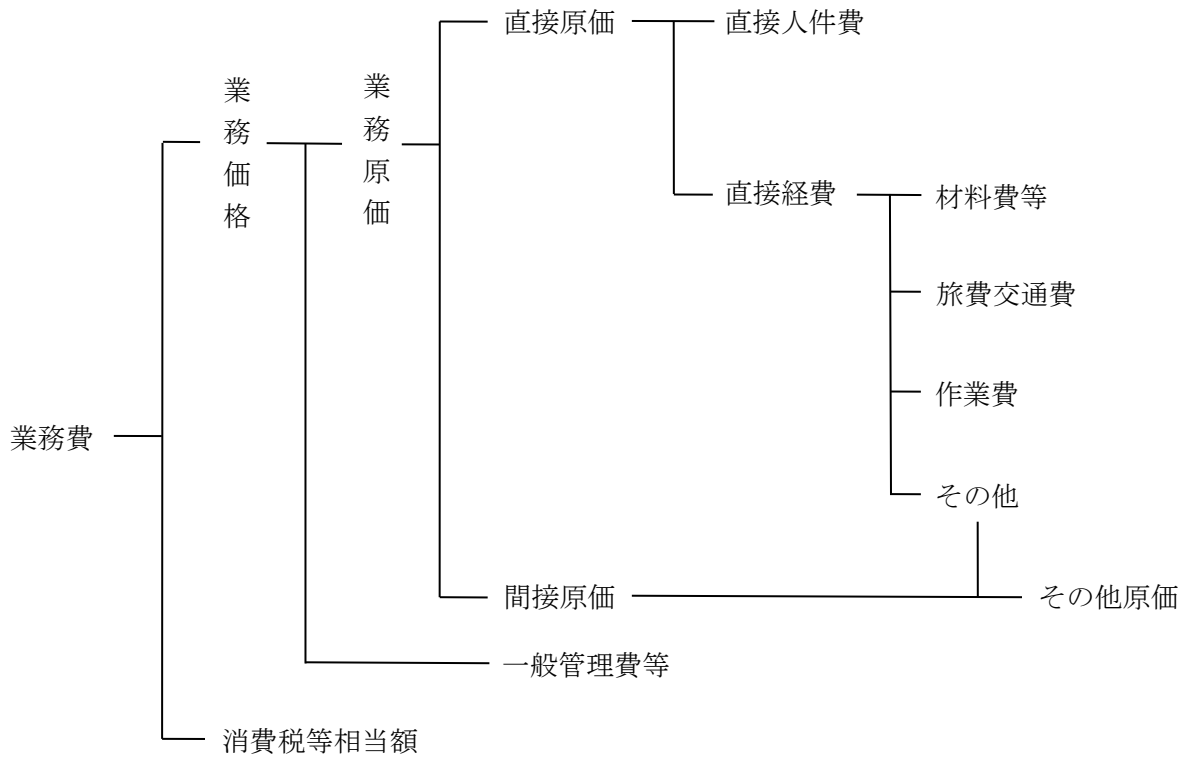 直接原価
直接人件費
業務価格
業務原価
直接経費
材料費等
旅費交通費
作業費
業務費
その他
間接原価
その他原価
一般管理費等
消費税等相当額